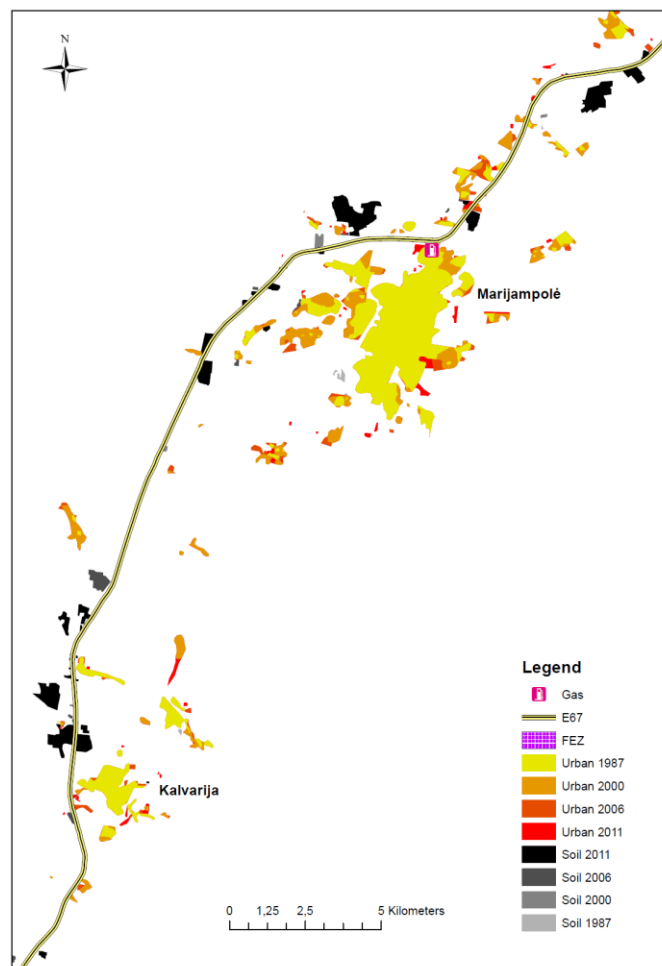 N
Marijampolė
Kalvarija
Legend
Gas
E67
FEZ
Urban 1987
Urban 2000
Urban 2006
Urban 2011
Soil 2011
Soil 2006
Soil 2000
Soil 1987
0 1,25 2,5 5 Kilometers